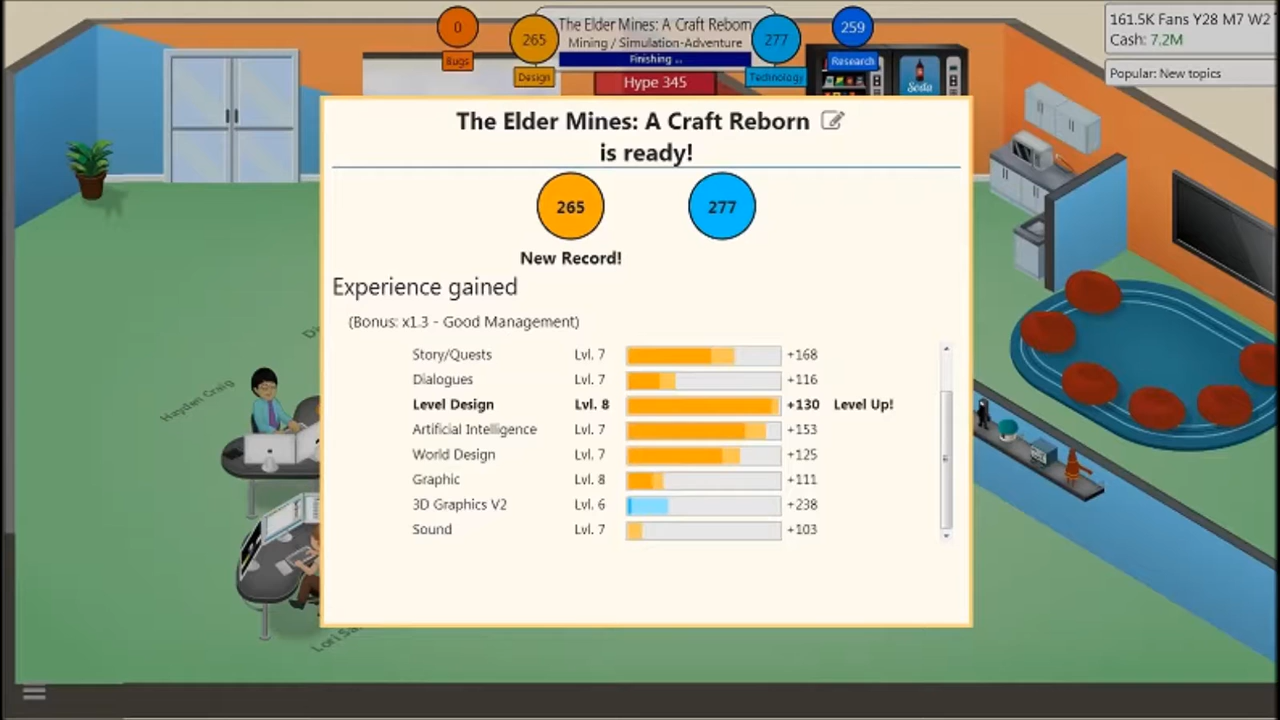 0
Bugs
265
Design
The Elder Mines: A Craft Reborn
Mining / Simulation-Adventure
Finishing ..
Hype 345
277
Technology
259
Research
Soda
161.5K Fans Y28 M7 W2
Cash: 7.2M
Popular: New topics
The Elder Mines: A Craft Reborn
is ready!
265
277
New Record!
Experience gained
(Bonus: x1.3 - Good Management)
Story/Quests Lvl. 7 +168
Dialogues Lvl. 7 +116
Level Design Lvl. 8 +130 Level Up!
Artificial Intelligence Lvl. 7 +153
World Design Lvl. 7 +125
Graphic Lvl. 8 +111
3D Graphics V2 Lvl. 6 +238
Sound Lvl. 7 +103
Hayden Craig
Lori